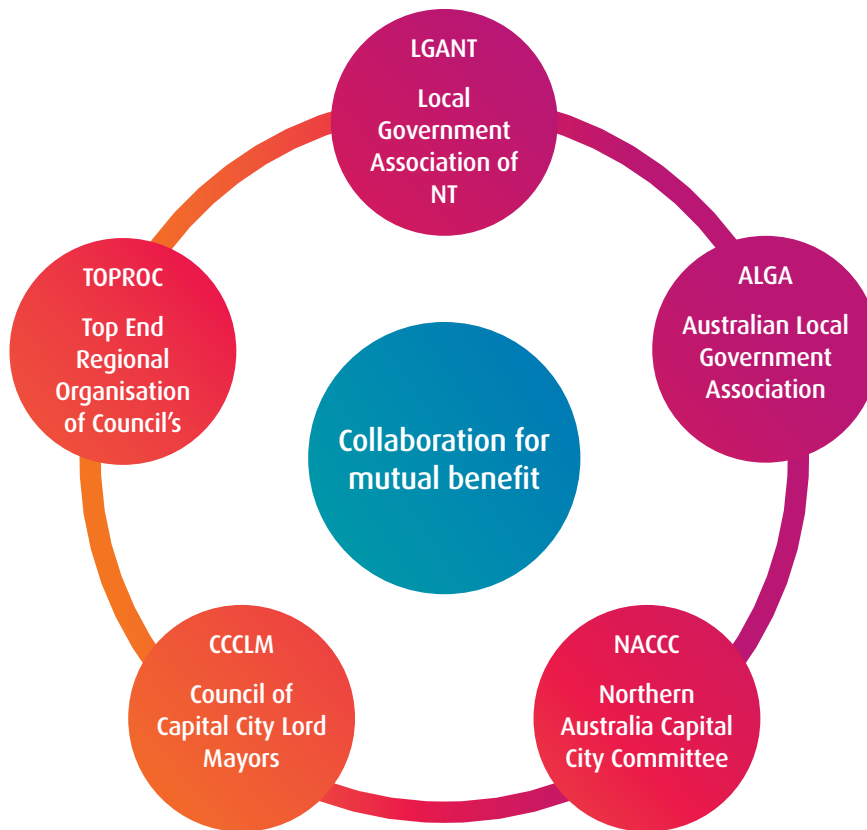 LGANT
Local
Government
Association of
NT
ALGA
Australian Local
Government
Association
NACCC
Northern
Australia Capital
City Committee
CCCLM
Council of
Capital City Lord
Mayors
TOPROC
Top End
Regional
Organisation
of Council's
Collaboration for
mutual benefit